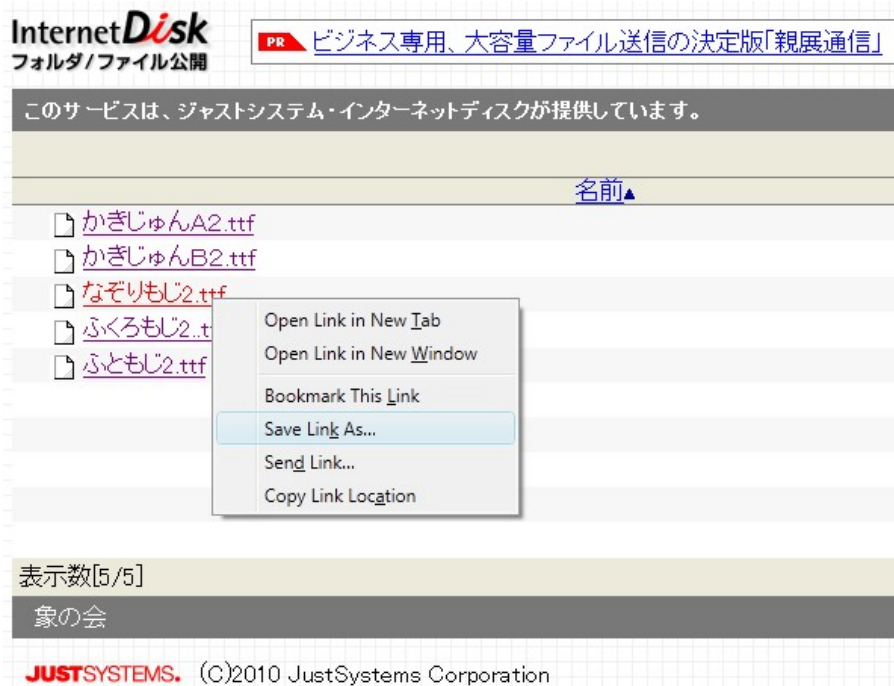 InternetDisk
フォルダ/ファイル公開
PR ビジネス専用、大容量ファイル送信の決定版「親展通信」
このサービスは、ジャストシステム・インターネットディスクが提供しています。
名前▲
かきじゅんA2.ttf
かきじゅんB2.ttf
なぞりもじ2.ttf
ふくろもじ2..t
ふともじ2.ttf
Open Link in New Tab
Open Link in New Window
Bookmark This Link
Save Link As...
Send Link...
Copy Link Location
表示数[5/5]
象の会
JUSTSYSTEMS. (C)2010 JustSystems Corporation